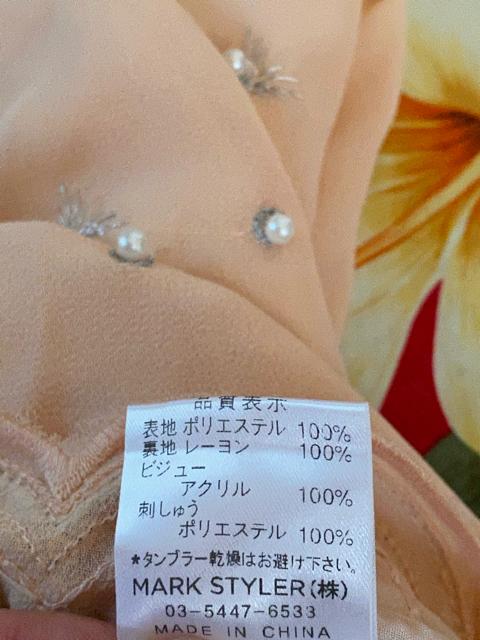 品質表示
表地 ポリエステル 100%
裏地 レーヨン 100%
ビジュー
アクリル 100%
刺しゅう
ポリエステル 100%
*タンブラー乾燥はお避け下さい。
MARK STYLER(株)
03-5447-6533
MADE IN CHINA